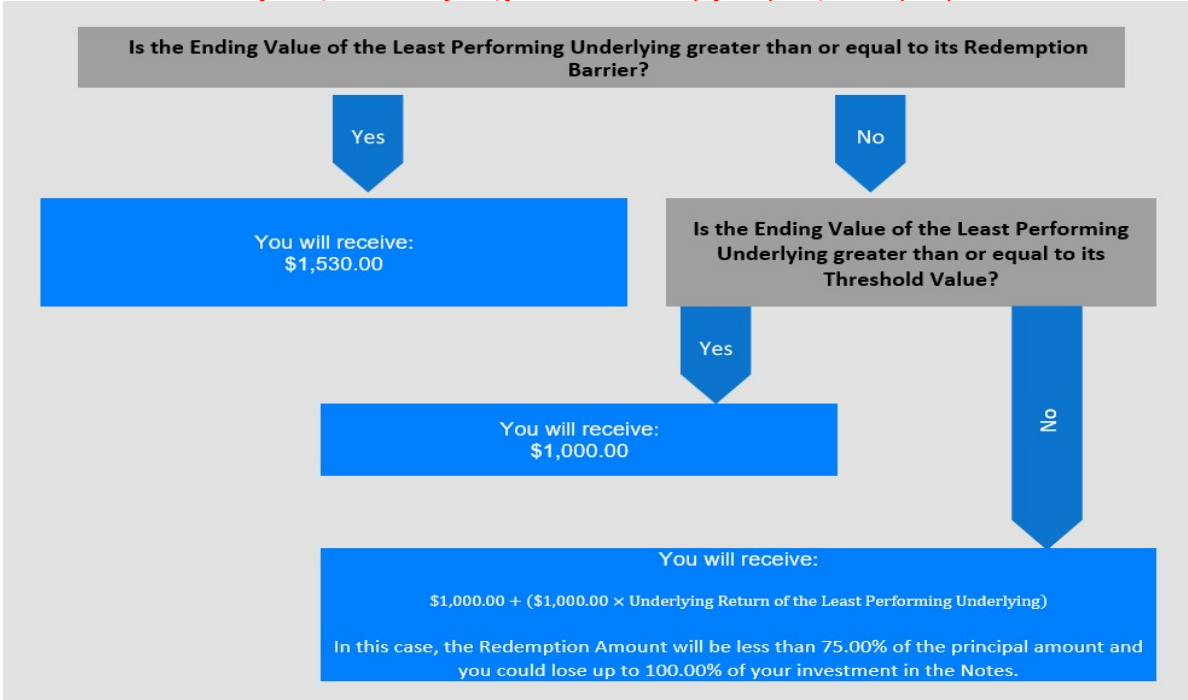 Is the Ending Value of the Least Performing Underlying greater than or equal to its Redemption
Barrier?
Yes
No
You will receive:
$1,530.00
Is the Ending Value of the Least Performing
Underlying greater than or equal to its
Threshold Value?
Yes
No
You will receive:
$1,000.00
You will receive:
$1,000.00 + ($1,000.00 × Underlying Return of the Least Performing Underlying)
In this case, the Redemption Amount will be less than 75.00% of the principal amount and
you could lose up to 100.00% of your investment in the Notes.